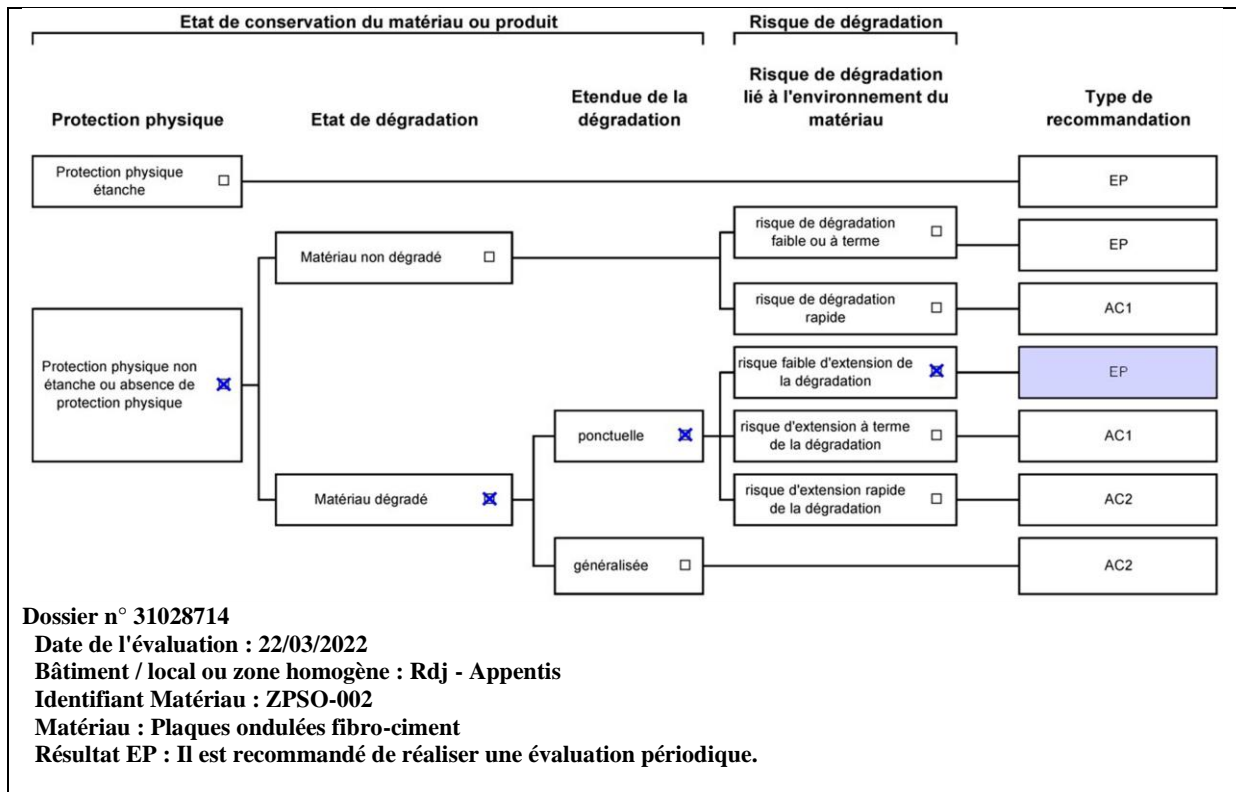 Etat de conservation du matériau ou produit
Risque de dégradation
Protection physique
Etat de dégradation
Etendue de la
dégradation
Risque de dégradation
lié à l'environnement du
matériau
Type de
recommandation
Protection physique
étanche
EP
Matériau non dégradé
risque de dégradation
faible ou à terme
EP
risque de dégradation
rapide
AC1
Protection physique non
étanche ou absence de
protection physique
risque faible d'extension de
la dégradation
EP
ponctuelle
risque d'extension à terme
de la dégradation
AC1
Matériau dégradé
risque d'extension rapide
de la dégradation
AC2
généralisée
AC2
Dossier n° 31028714
Date de l'évaluation : 22/03/2022
Bâtiment / local ou zone homogène : Rdj - Appentis
Identifiant Matériau : ZPSO-002
Matériau : Plaques ondulées fibro-ciment
Résultat EP : Il est recommandé de réaliser une évaluation périodique.